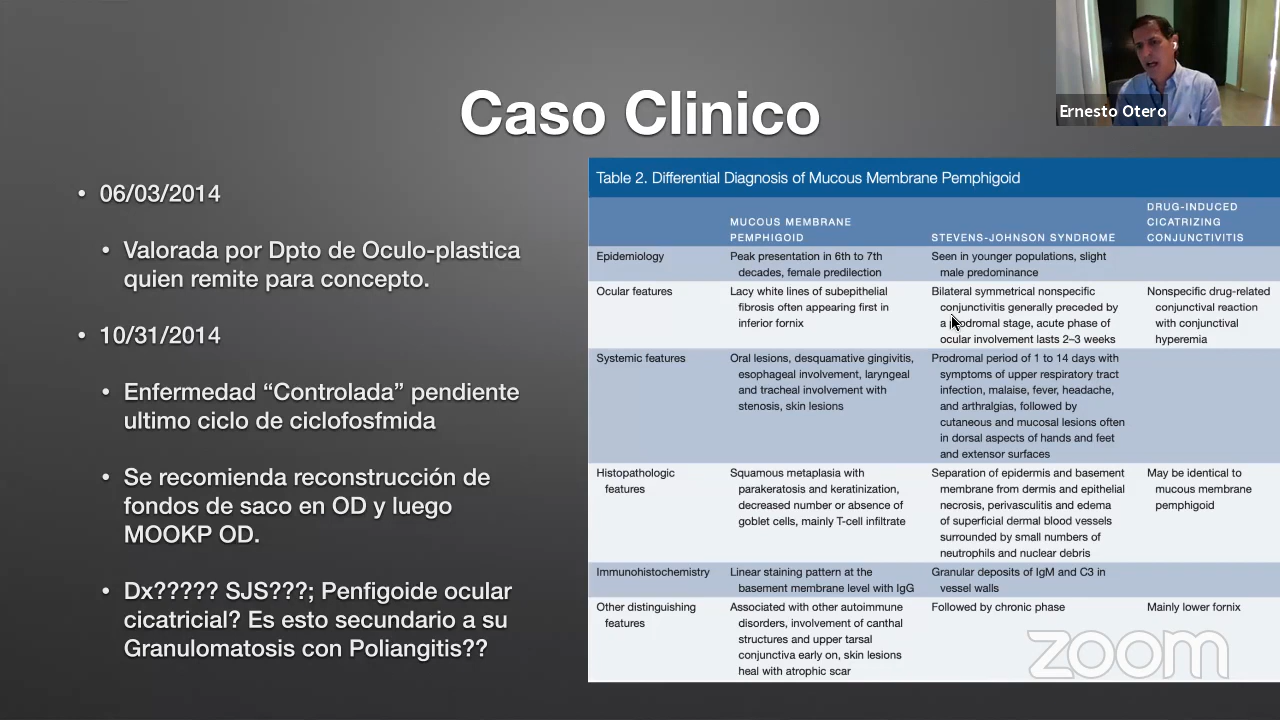 Caso Clinico
Ernesto Otero
• 06/03/2014
• Valorada por Dpto de Oculo-plastica
quien remite para concepto.
• 10/31/2014
• Enfermedad “Controlada” pendiente
ultimo ciclo de ciclofosfmida
• Se recomienda reconstrucción de
fondos de saco en OD y luego
MOOKP OD.
• Dx????? SJS???; Penfigoide ocular
cicatricial? Es esto secundario a su
Granulomatosis con Poliangitis??
Table 2. Differential Diagnosis of Mucous Membrane Pemphigoid
MUCOUS MEMBRANE
PEMPHIGOID
STEVENS-JOHNSON SYNDROME
DRUG-INDUCED
CICATRIZING
CONJUNCTIVITIS
Epidemiology
Peak presentation in 6th to 7th
decades, female predilection
Seen in younger populations, slight
male predominance
Ocular features
Lacy white lines of subepithelial
fibrosis often appearing first in
inferior fornix
Bilateral symmetrical nonspecific
conjunctivitis generally preceded by
a prodromal stage, acute phase of
ocular involvement lasts 2–3 weeks
Nonspecific drug-related
conjunctival reaction
with conjunctival
hyperemia
Systemic features
Oral lesions, desquamative gingivitis,
esophageal involvement, laryngeal
and tracheal involvement with
stenosis, skin lesions
Prodromal period of 1 to 14 days with
symptoms of upper respiratory tract
infection, malaise, fever, headache,
and arthralgias, followed by
cutaneous and mucosal lesions often
in dorsal aspects of hands and feet
and extensor surfaces
Histopathologic
features
Squamous metaplasia with
parakeratosis and keratinization,
decreased number or absence of
goblet cells, mainly T-cell infiltrate
Separation of epidermis and basement
membrane from dermis and epithelial
necrosis, perivasculitis and edema
of superficial dermal blood vessels
surrounded by small numbers of
neutrophils and nuclear debris
May be identical to
mucous membrane
pemphigoid
Immunohistochemistry
Linear staining pattern at the
basement membrane level with IgG
Granular deposits of IgM and C3 in
vessel walls
Other distinguishing
features
Associated with other autoimmune
disorders, involvement of canthal
structures and upper tarsal
conjunctiva early on, skin lesions
heal with atrophic scar
Followed by chronic phase
Mainly lower fornix
zoom